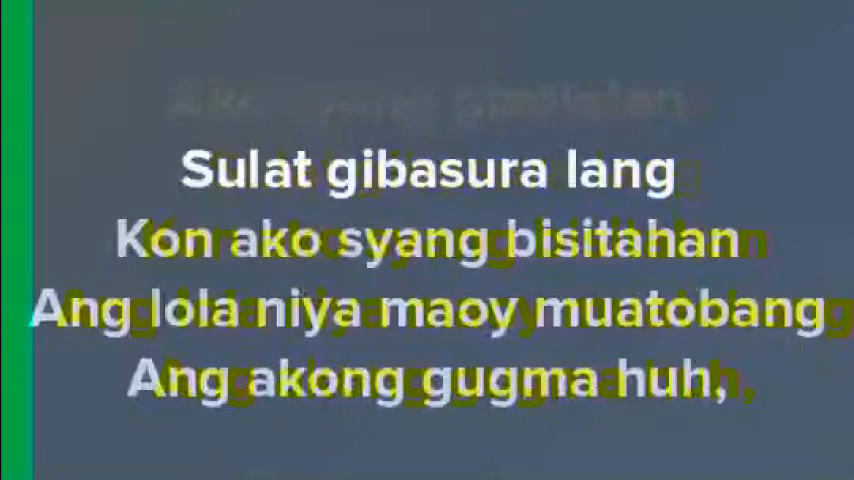 Sulat gibasura lang
Kon ako syang bisitahan
Ang lola niya maoy muatobang
Ang akong gugma huh,